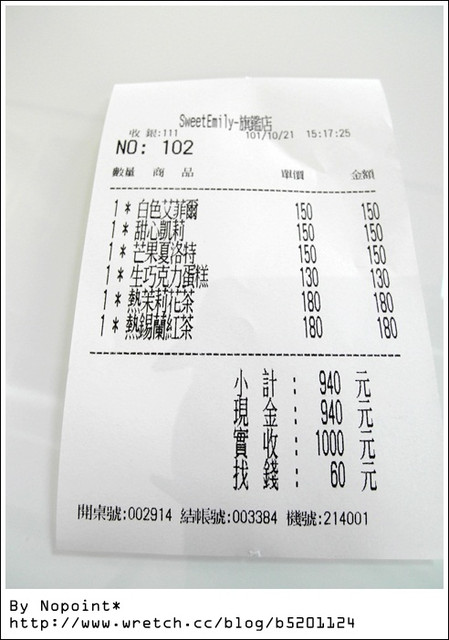 SweetEmily-旗鑑店
收 銀:111 101/10/21 15:17:25
NO: 102
數量 商 品 單價 金額
1 * 白色艾菲爾 150 150
1 * 甜心凱莉 150 150
1 * 芒果夏洛特 150 150
1 * 生巧克力蛋糕 130 130
1 * 熱茉莉花茶 180 180
1 * 熱錫蘭紅茶 180 180
小 計 : 940 元
現 金 : 940 元
實 收 : 1000 元
找 錢 : 60 元
開桌號:002914 結帳號:003384 機號:214001
By Nopoint*
http://www.wretch.cc/blog/b5201124